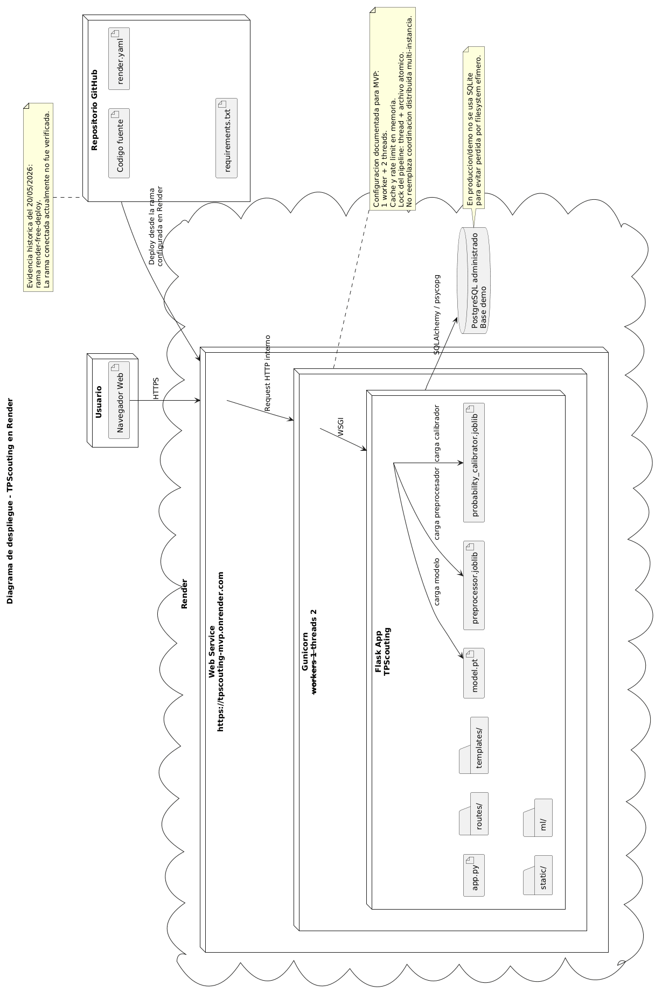 Diagrama de despliegue - TPScouting en Render
Evidencia historica del 20/05/2026:
rama render-free-deploy.
La rama conectada actualmente no fue verificada.
Repositorio GitHub
Codigo fuente
render.yaml
requirements.txt
Usuario
Navegador Web
HTTPS
Deploy desde la rama
configurada en Render
Render
Web Service
https://tpscouting-mvp.onrender.com
Request HTTP interno
Gunicorn
workers 1 threads 2
WSGI
Configuracion documentada para MVP:
1 worker + 2 threads.
Cache y rate limit en memoria.
Lock del pipeline: thread + archivo atomico.
No reemplaza coordinacion distribuida multi-instancia.
Flask App
TPScouting
carga modelo
carga preprocesador
carga calibrador
SQLAlchemy / psycopg
app.py
routes/
templates/
model.pt
preprocessor.joblib
probability_calibrator.joblib
static/
ml/
PostgreSQL administrado
Base demo
En produccion/demo no se usa SQLite
para evitar perdida por filesystem efimero.